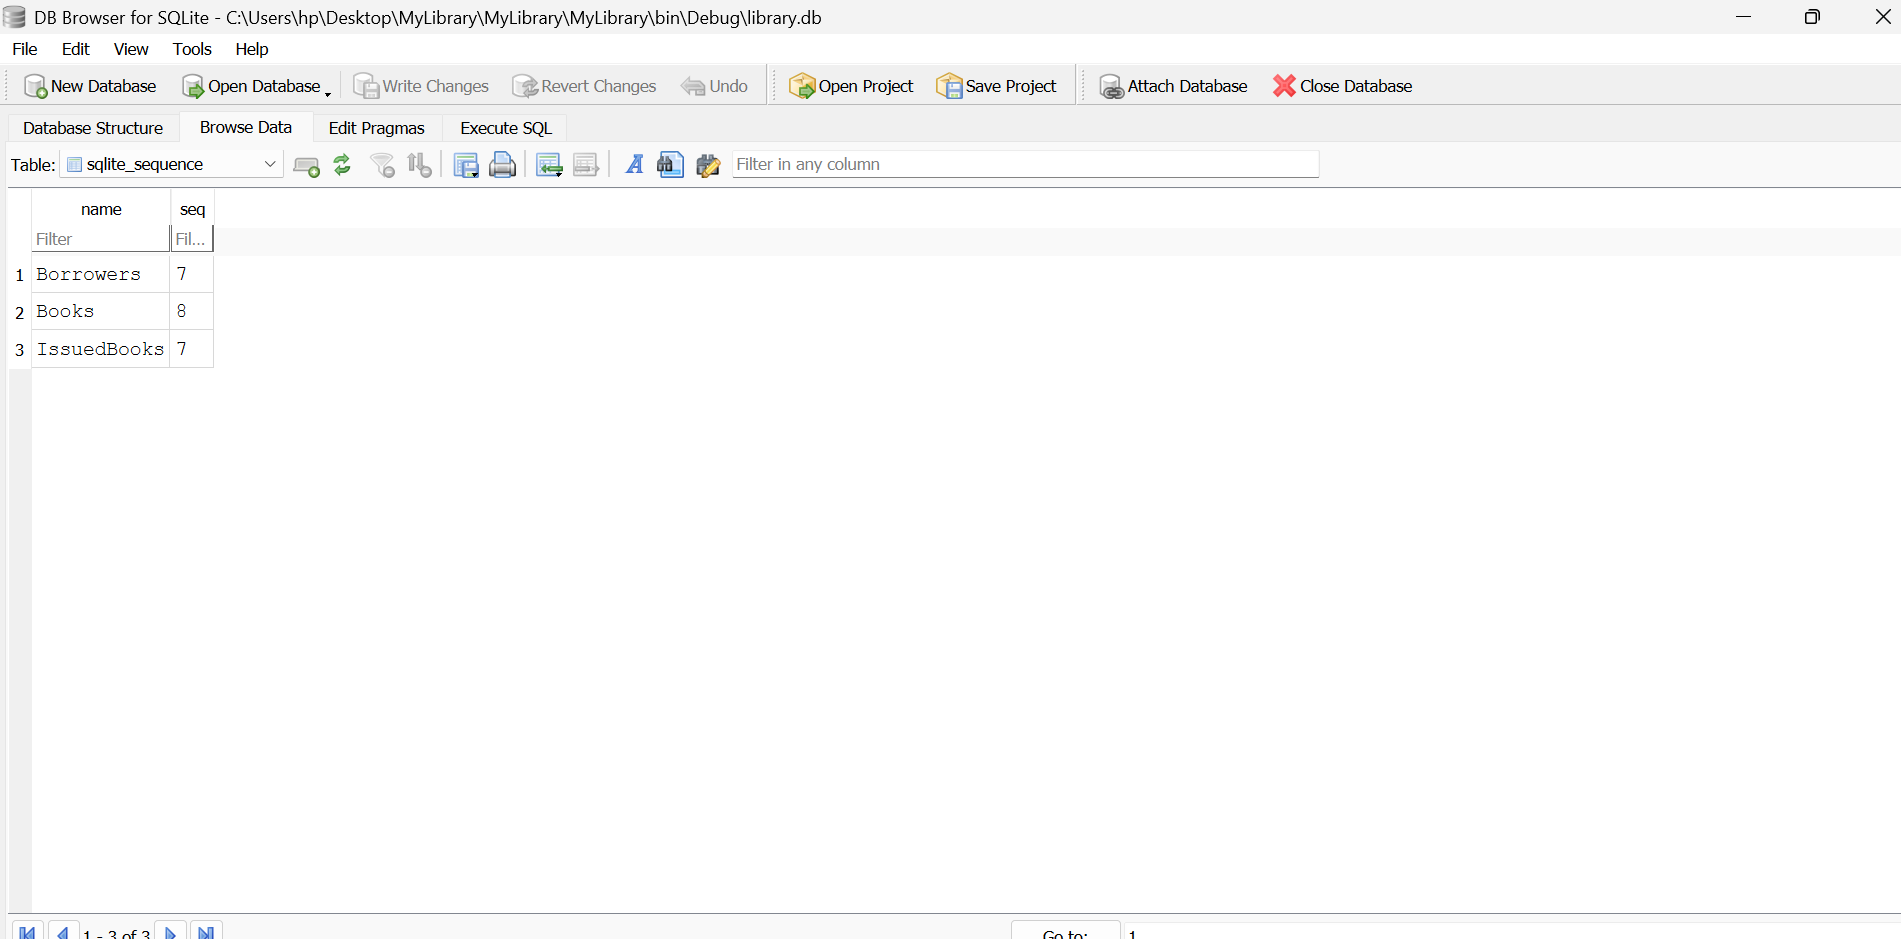 DB Browser for SQLite - C:\Users\hp\Desktop\MyLibrary\MyLibrary\MyLibrary\bin\Debug\library.db
File Edit View Tools Help
New Database Open Database Write Changes Revert Changes Undo Open Project Save Project Attach Database Close Database
Database Structure Browse Data Edit Pragmas Execute SQL
Table: sqlite_sequence Filter in any column
name seq
Filter Fil...
1 Borrowers 7
2 Books 8
3 IssuedBooks 7
1 - 3 of 3 Go to: 1